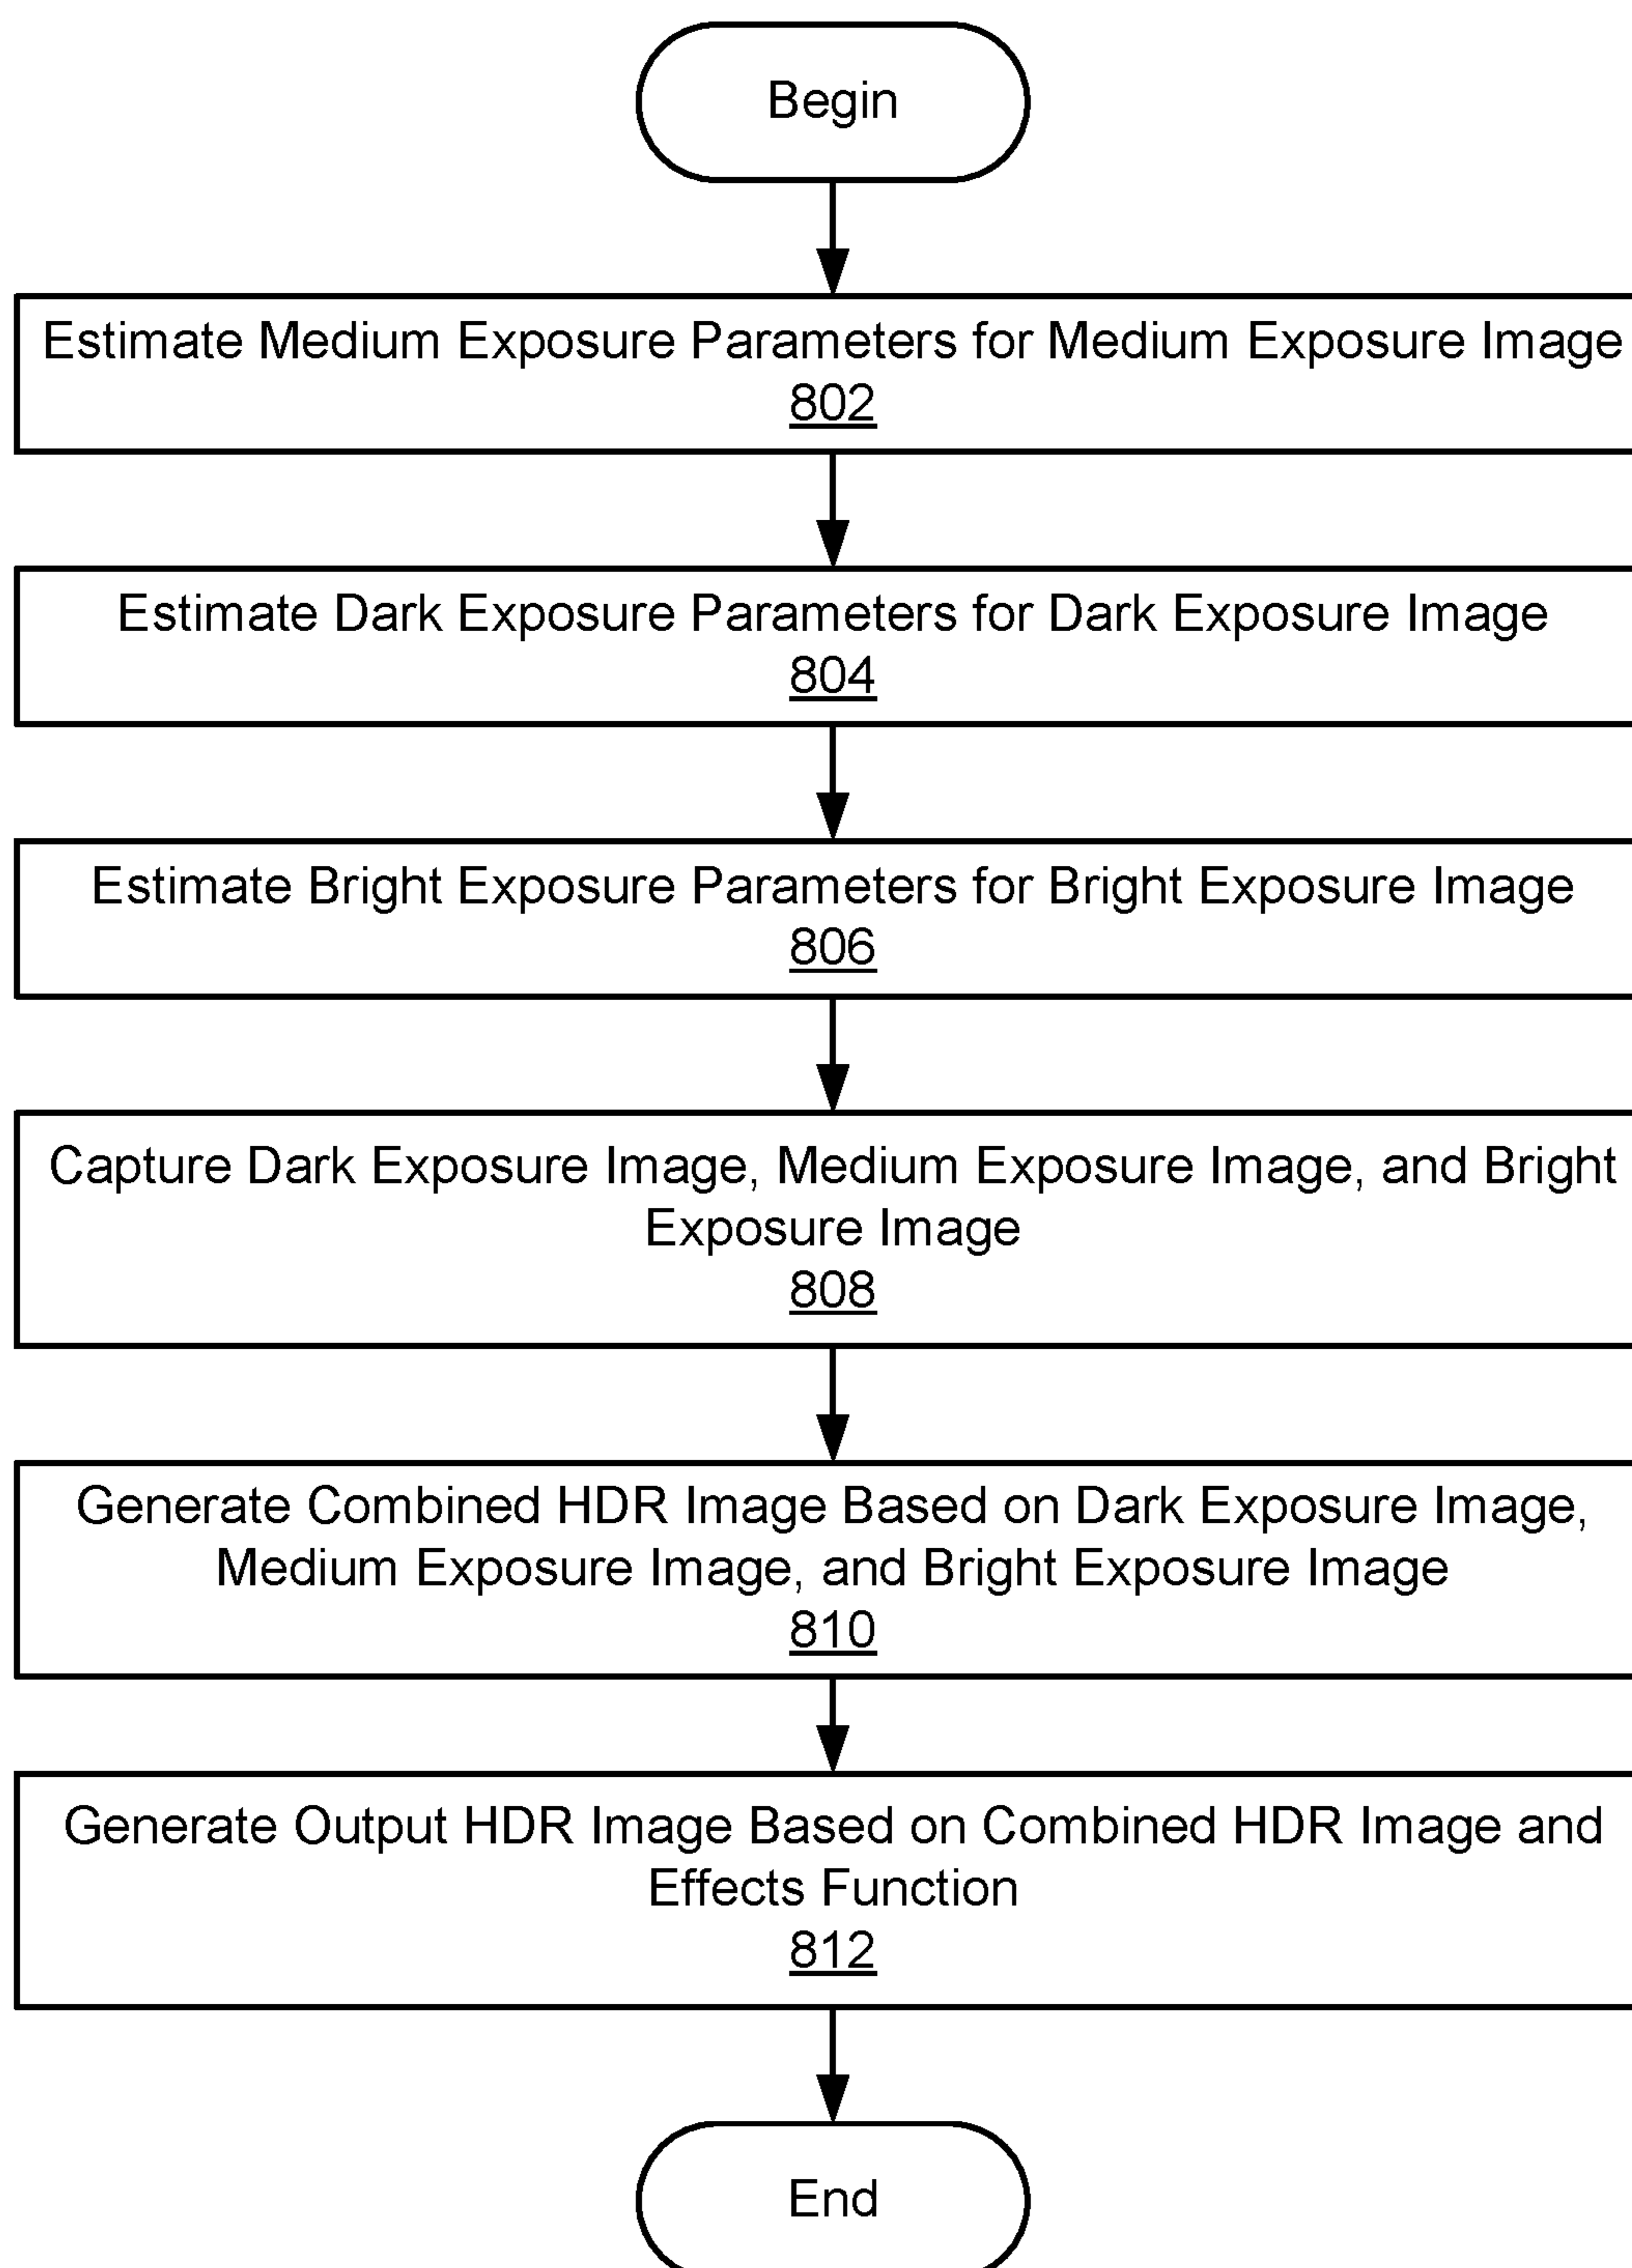 Begin
Estimate Medium Exposure Parameters for Medium Exposure Image
802
Estimate Dark Exposure Parameters for Dark Exposure Image
804
Estimate Bright Exposure Parameters for Bright Exposure Image
806
Capture Dark Exposure Image, Medium Exposure Image, and Bright
Exposure Image
808
Generate Combined HDR Image Based on Dark Exposure Image,
Medium Exposure Image, and Bright Exposure Image
810
Generate Output HDR Image Based on Combined HDR Image and
Effects Function
812
End